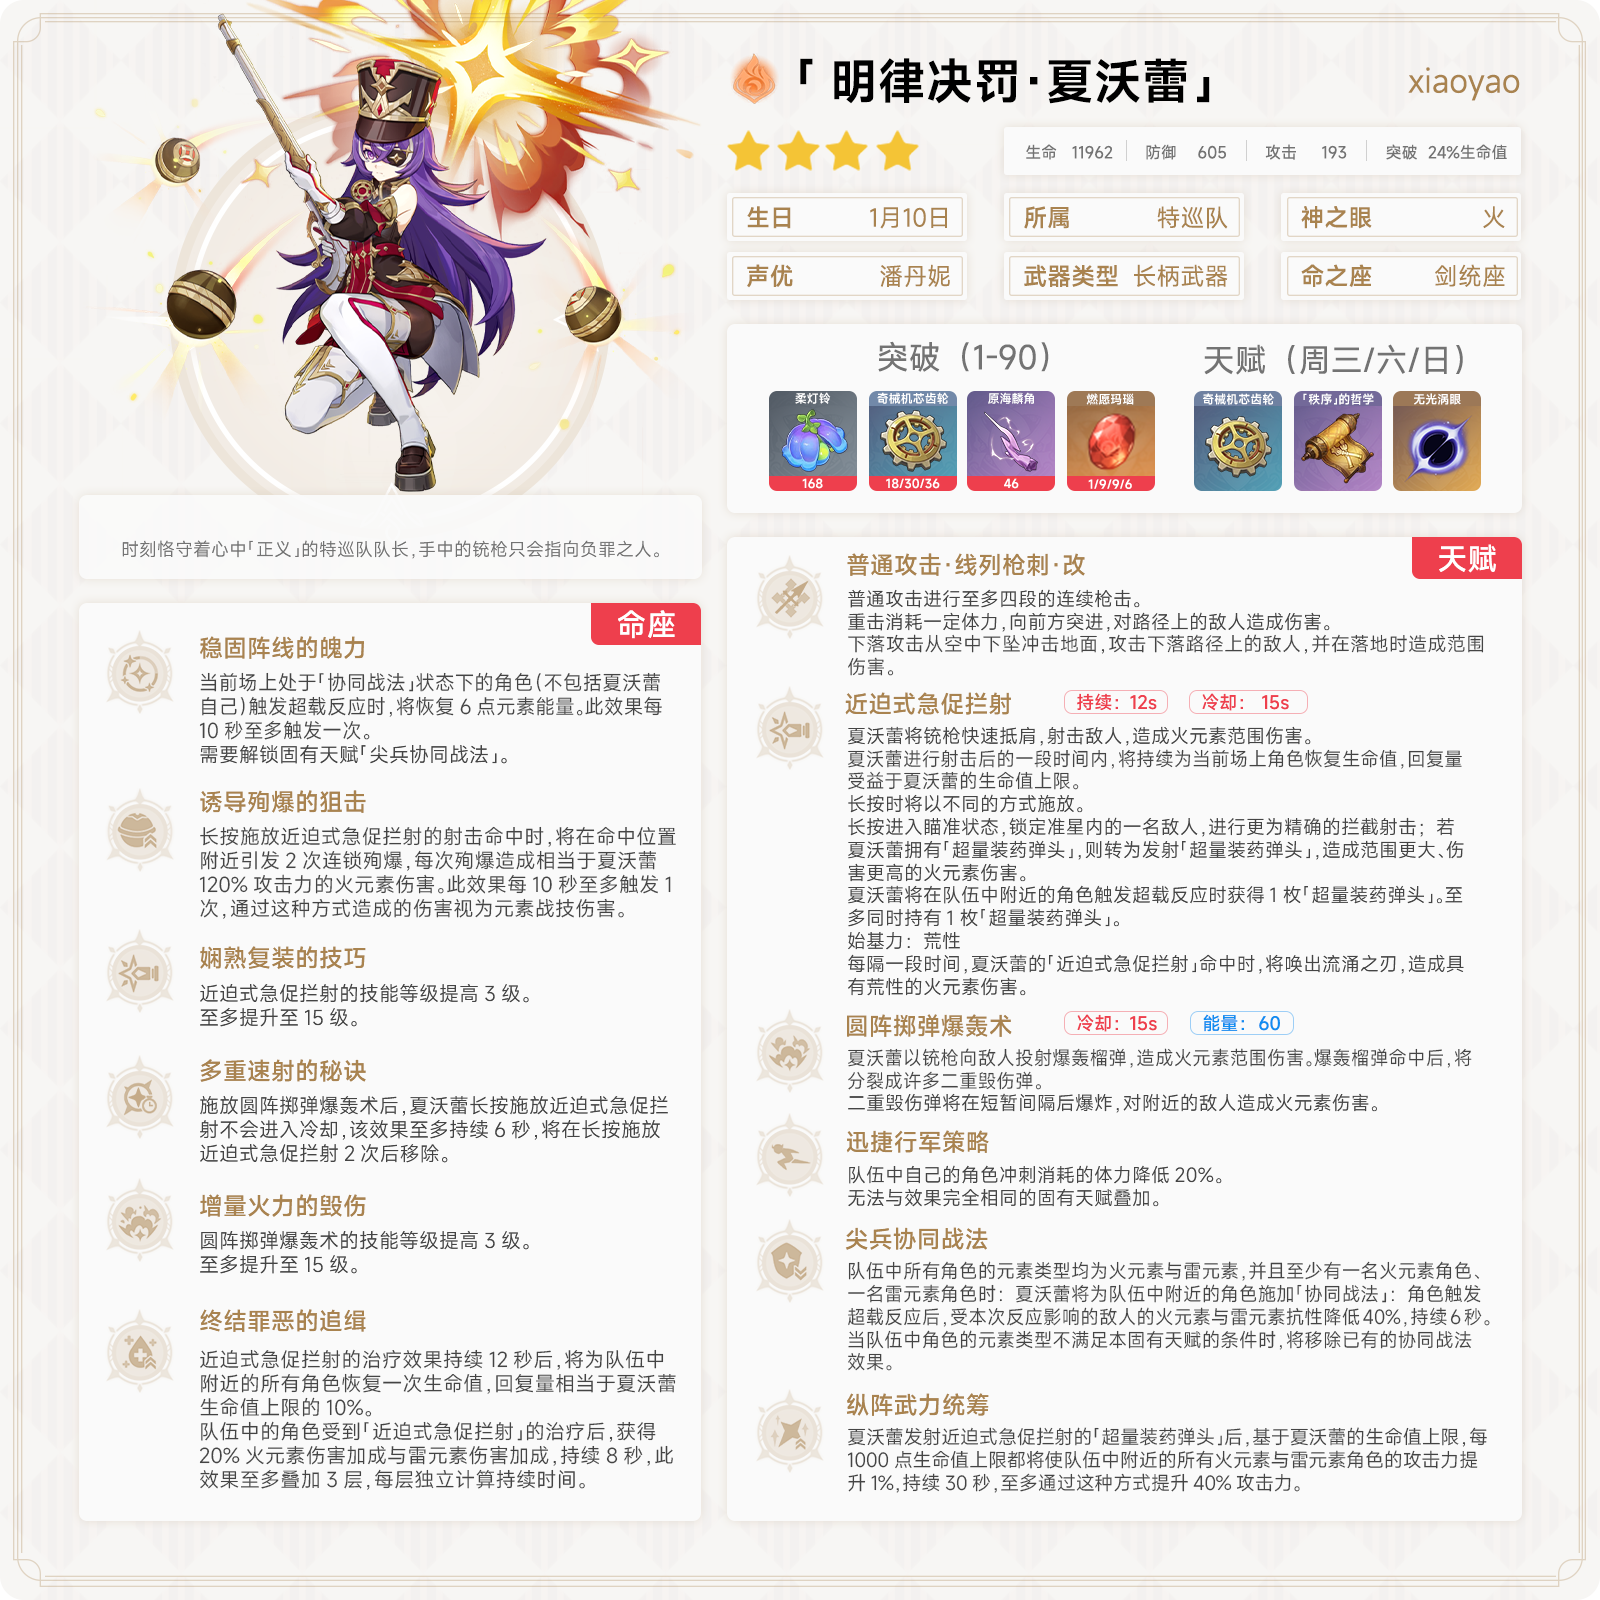 「明律决罚·夏沃蕾」
xiaoyao
生命 11962 防御 605 攻击 193 突破 24%生命值
生日 1月10日 所属 特巡队 神之眼 火
声优 潘丹妮 武器类型 长柄武器 命之座 剑统座
突破（1-90） 天赋（周三/六/日）
柔灯铃 奇械机芯齿轮 原海麟角 燃愿玛瑙 奇械机芯齿轮 「秩序」的哲学 无光涡眼
168 18/30/36 46 1/9/9/6
时刻恪守着心中「正义」的特巡队队长，手中的铳枪只会指向负罪之人。
命座
稳固阵线的魄力
当前场上处于「协同战法」状态下的角色（不包括夏沃蕾
自己）触发超载反应时，将恢复 6 点元素能量。此效果每
10 秒至多触发一次。
需要解锁固有天赋「尖兵协同战法」。
诱导殉爆的狙击
长按施放近迫式急促拦射的射击命中时，将在命中位置
附近引发 2 次连锁殉爆，每次殉爆造成相当于夏沃蕾
120% 攻击力的火元素伤害。此效果每 10 秒至多触发 1
次，通过这种方式造成的伤害视为元素战技伤害。
娴熟复装的技巧
近迫式急促拦射的技能等级提高 3 级。
至多提升至 15 级。
多重速射的秘诀
施放圆阵掷弹爆轰术后，夏沃蕾长按施放近迫式急促拦
射不会进入冷却，该效果至多持续 6 秒，将在长按施放
近迫式急促拦射 2 次后移除。
增量火力的毁伤
圆阵掷弹爆轰术的技能等级提高 3 级。
至多提升至 15 级。
终结罪恶的追缉
近迫式急促拦射的治疗效果持续 12 秒后，将为队伍中
附近的所有角色恢复一次生命值，回复量相当于夏沃蕾
生命值上限的 10%。
队伍中的角色受到「近迫式急促拦射」的治疗后，获得
20% 火元素伤害加成与雷元素伤害加成，持续 8 秒，此
效果至多叠加 3 层，每层独立计算持续时间。
天赋
普通攻击·线列枪刺·改
普通攻击进行至多四段的连续枪击。
重击消耗一定体力，向前方突进，对路径上的敌人造成伤害。
下落攻击从空中下坠冲击地面，攻击下落路径上的敌人，并在落地时造成范围
伤害。
近迫式急促拦射 持续：12s 冷却：15s
夏沃蕾将铳枪快速抵肩，射击敌人，造成火元素范围伤害。
夏沃蕾进行射击后的一段时间内，将持续为当前场上角色恢复生命值，回复量
受益于夏沃蕾的生命值上限。
长按时将以不同的方式施放。
长按进入瞄准状态，锁定准星内的一名敌人，进行更为精确的拦截射击；若
夏沃蕾拥有「超量装药弹头」，则转为发射「超量装药弹头」，造成范围更大、伤
害更高的火元素伤害。
夏沃蕾将在队伍中附近的角色触发超载反应时获得 1 枚「超量装药弹头」。至
多同时持有 1 枚「超量装药弹头」。
始基力：荒性
每隔一段时间，夏沃蕾的「近迫式急促拦射」命中时，将唤出流涌之刃，造成具
有荒性的火元素伤害。
圆阵掷弹爆轰术 冷却：15s 能量：60
夏沃蕾以铳枪向敌人投射爆轰榴弹，造成火元素范围伤害。爆轰榴弹命中后，将
分裂成许多二重毁伤弹。
二重毁伤弹将在短暂间隔后爆炸，对附近的敌人造成火元素伤害。
迅捷行军策略
队伍中自己的角色冲刺消耗的体力降低 20%。
无法与效果完全相同的固有天赋叠加。
尖兵协同战法
队伍中所有角色的元素类型均为火元素与雷元素，并且至少有一名火元素角色、
一名雷元素角色时：夏沃蕾将为队伍中附近的角色施加「协同战法」：角色触发
超载反应后，受本次反应影响的敌人的火元素与雷元素抗性降低40%，持续6秒。
当队伍中角色的元素类型不满足本固有天赋的条件时，将移除已有的协同战法
效果。
纵阵武力统筹
夏沃蕾发射近迫式急促拦射的「超量装药弹头」后，基于夏沃蕾的生命值上限，每
1000 点生命值上限都将使队伍中附近的所有火元素与雷元素角色的攻击力提
升 1%，持续 30 秒，至多通过这种方式提升 40% 攻击力。